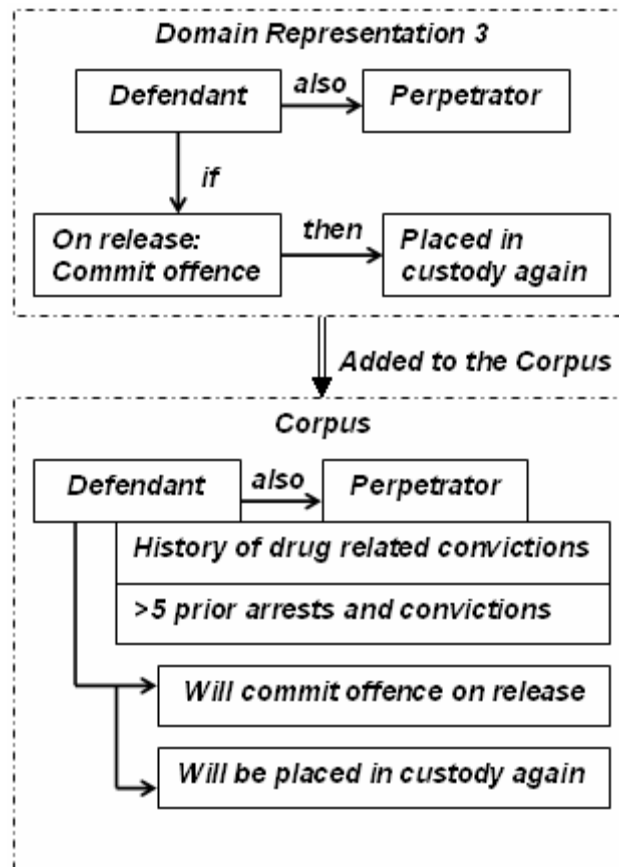 Domain Representation 3
also
Defendant
Perpetrator
if
On release:
Commit offence
then
Placed in
custody again
Added to the Corpus
Corpus
Defendant
also
Perpetrator
History of drug related convictions
>5 prior arrests and convictions
Will commit offence on release
Will be placed in custody again